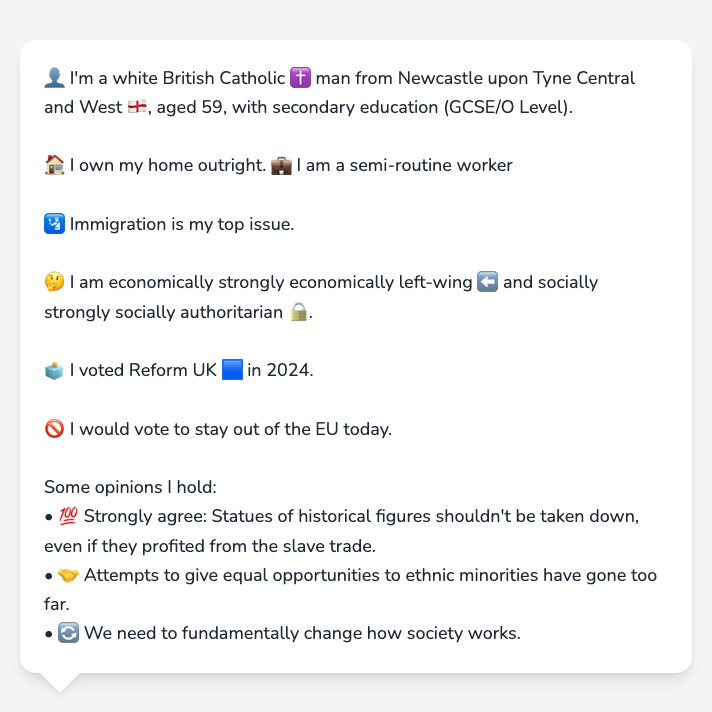 👤 I'm a white British Catholic ✝️ man from Newcastle upon Tyne Central
and West 🏴󠁧󠁢󠁥󠁮󠁧󠁿, aged 59, with secondary education (GCSE/O Level).
🏠 I own my home outright. 💼 I am a semi-routine worker
🛂 Immigration is my top issue.
🤔 I am economically strongly economically left-wing ⬅️ and socially
strongly socially authoritarian 🔒.
🗳️ I voted Reform UK 🟦 in 2024.
🚫 I would vote to stay out of the EU today.
Some opinions I hold:
• 💯 Strongly agree: Statues of historical figures shouldn't be taken down,
even if they profited from the slave trade.
• 🤝 Attempts to give equal opportunities to ethnic minorities have gone too
far.
• 🔄 We need to fundamentally change how society works.